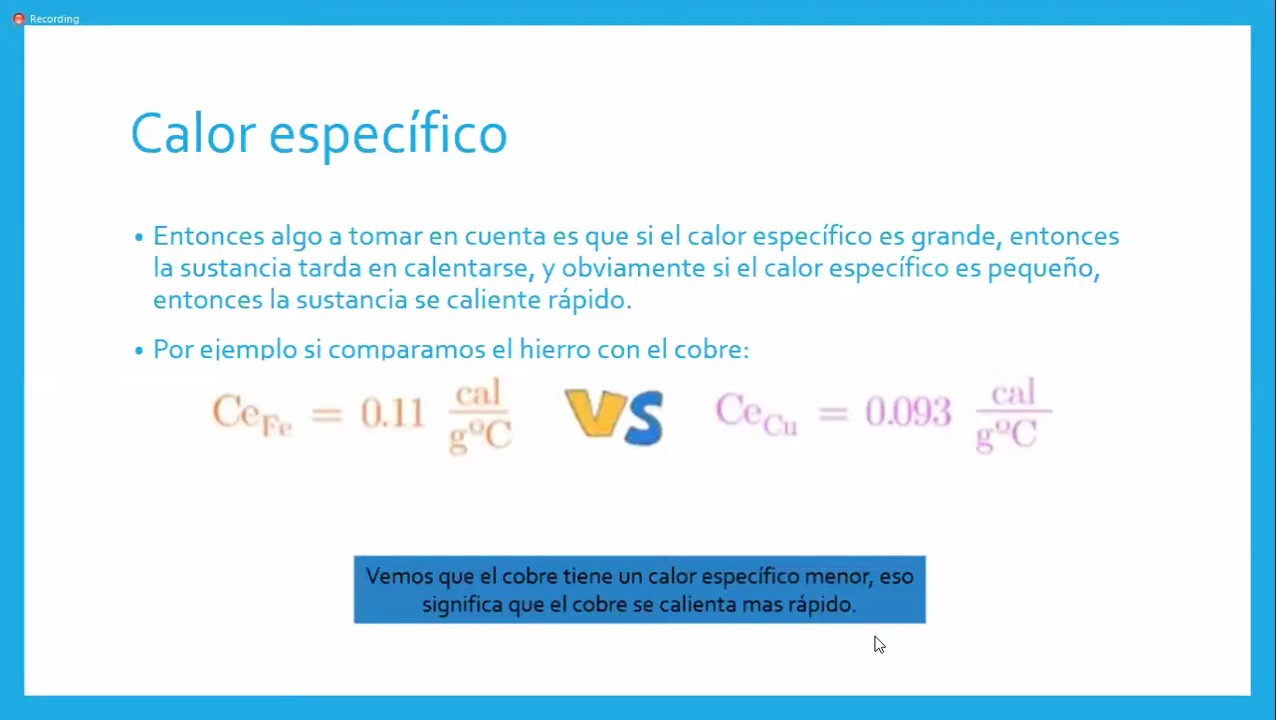 Recording
Calor específico
• Entonces algo a tomar en cuenta es que si el calor específico es grande, entonces
la sustancia tarda en calentarse, y obviamente si el calor específico es pequeño,
entonces la sustancia se caliente rápido.
• Por ejemplo si comparamos el hierro con el cobre:
Ce_Fe = 0.11 cal/g°C VS Ce_Cu = 0.093 cal/g°C
Vemos que el cobre tiene un calor específico menor, eso
significa que el cobre se calienta mas rápido.